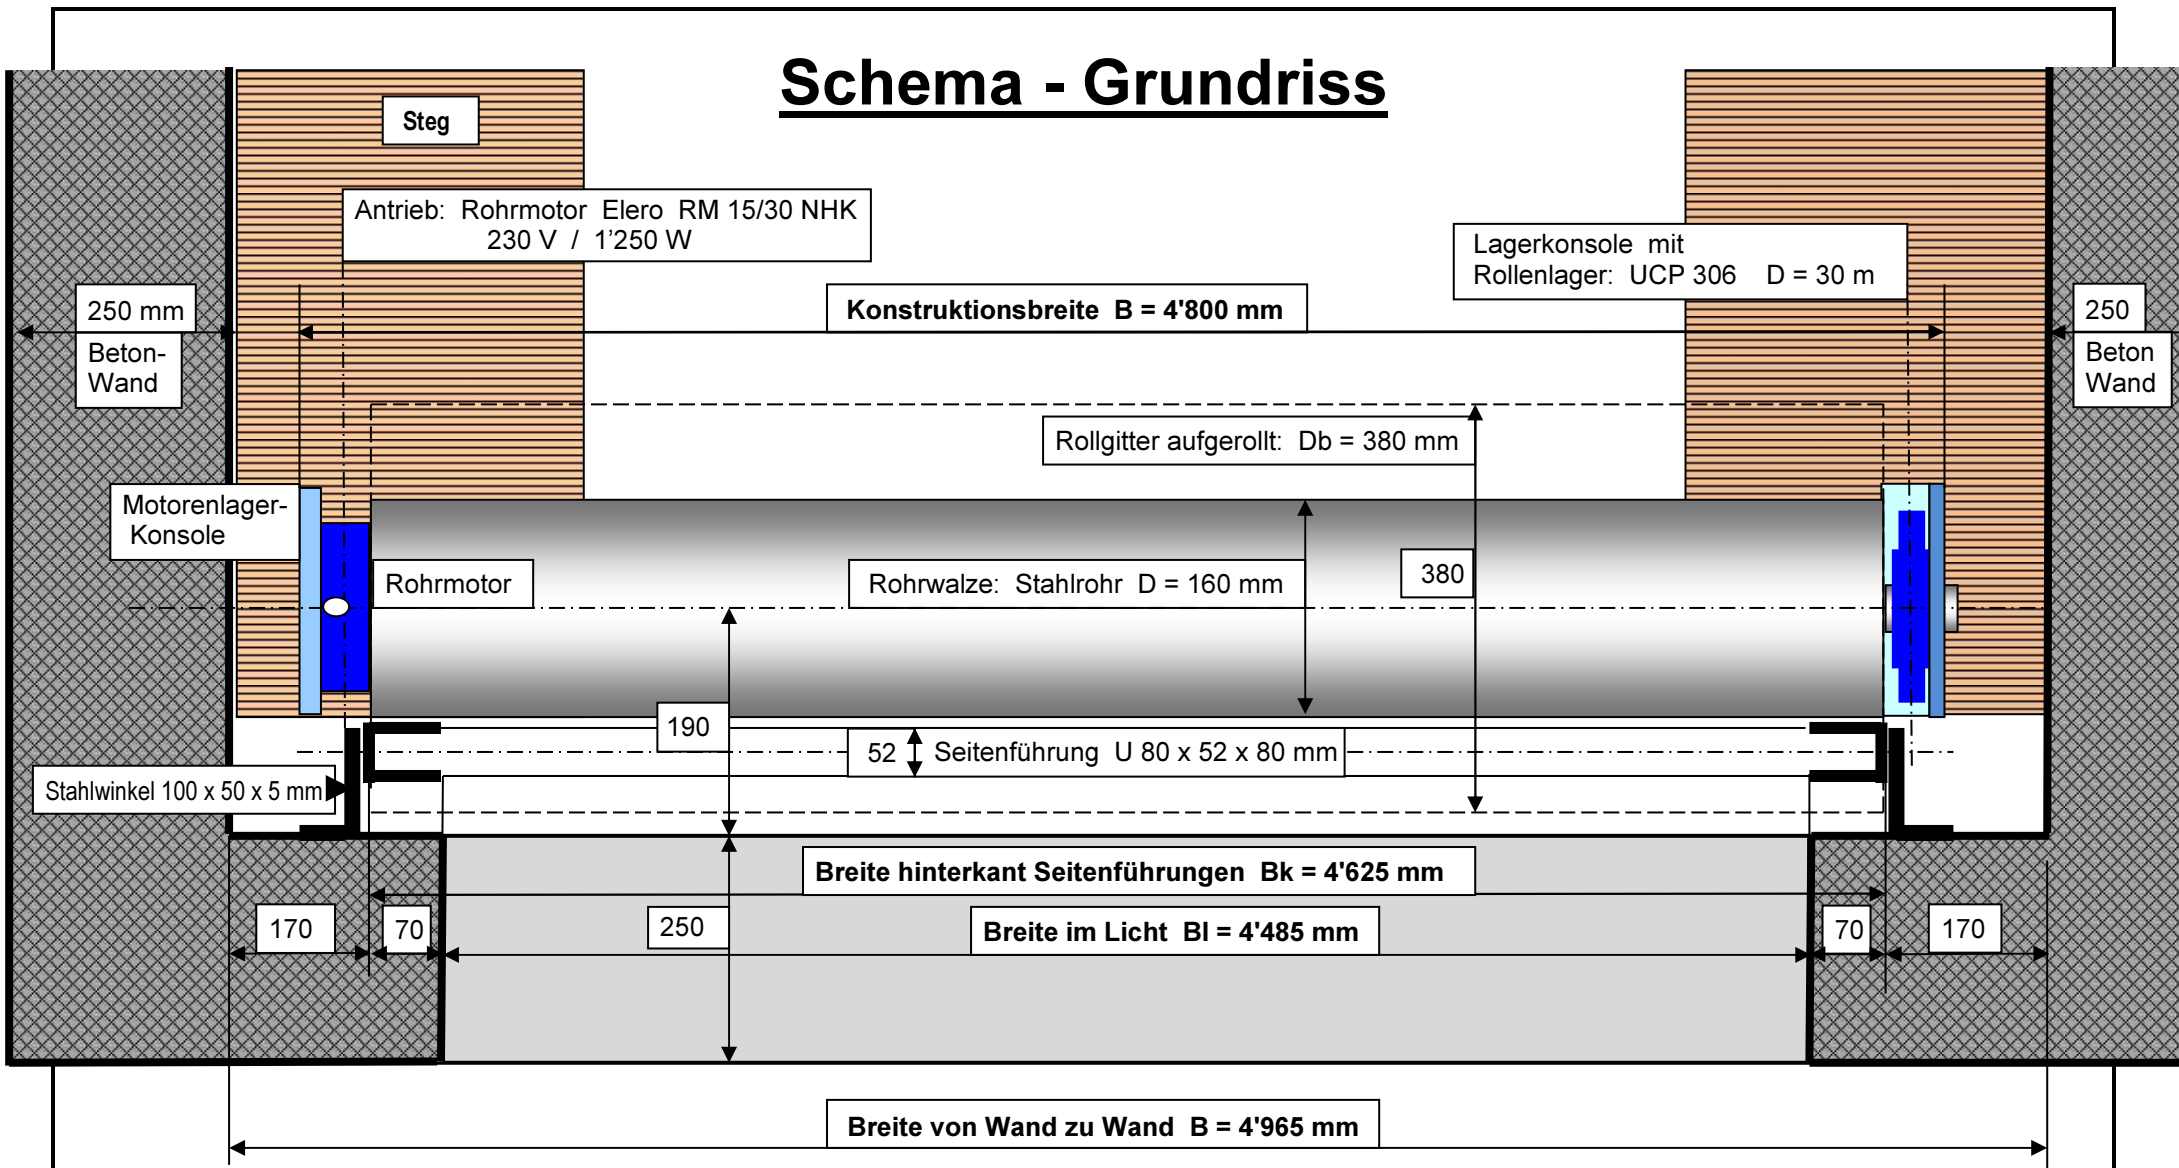 Schema - Grundriss
Steg
Antrieb: Rohrmotor Elero RM 15/30 NHK
230 V / 1’250 W
Lagerkonsole mit
Rollenlager: UCP 306 D = 30 m
250 mm
Beton-
Wand
Konstruktionsbreite B = 4'800 mm
250
Beton
Wand
Rollgitter aufgerollt: Db = 380 mm
Motorenlager-
Konsole
Rohrmotor
Rohrwalze: Stahlrohr D = 160 mm
380
190
52
Seitenführung U 80 x 52 x 80 mm
Stahlwinkel 100 x 50 x 5 mm
Breite hinterkant Seitenführungen Bk = 4'625 mm
170
70
250
Breite im Licht Bl = 4'485 mm
70
170
Breite von Wand zu Wand B = 4'965 mm